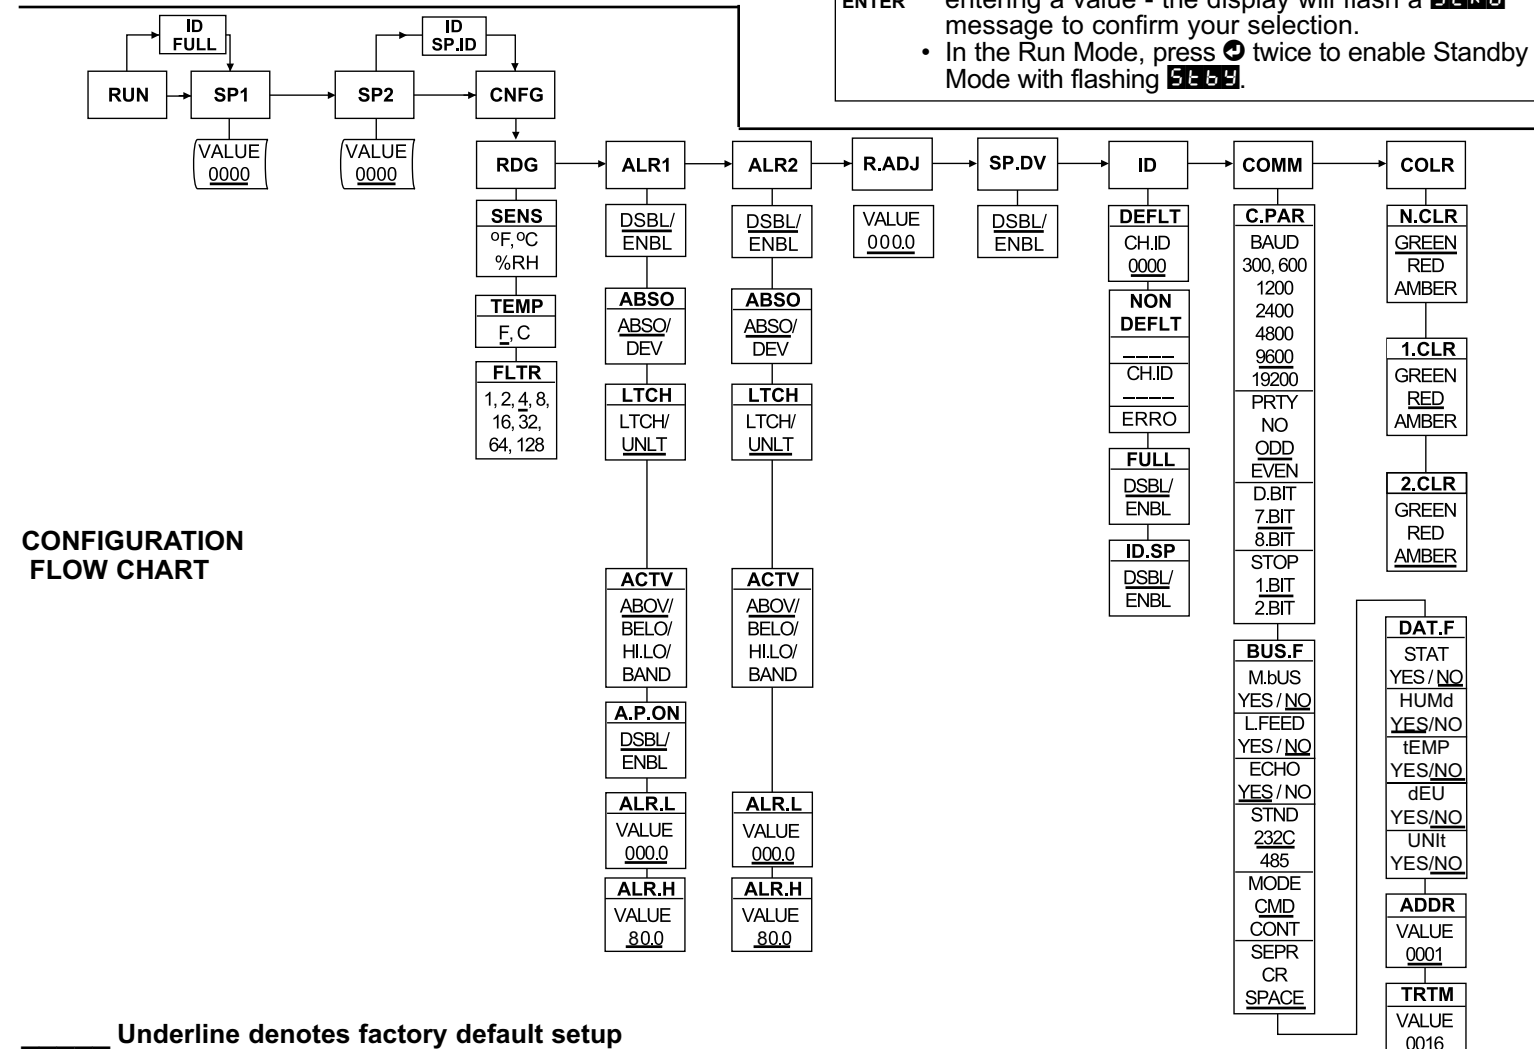 ENTER
entering a value - the display will flash a
message to confirm your selection.
• In the Run Mode, press twice to enable Standby
Mode with flashing Stby.
ID
FULL
ID
SP.ID
RUN
SP1
SP2
CNFG
VALUE
0000
VALUE
0000
RDG
ALR1
ALR2
R.ADJ
SP.DV
ID
COMM
COLR
SENS
ºF, ºC
%RH
TEMP
F, C
FLTR
1, 2, 4, 8,
16, 32,
64, 128
DSBL/
ENBL
ABSO
ABSO/
DEV
LTCH
LTCH/
UNLT
ACTV
ABOV/
BELO/
HI.LO/
BAND
A.P.ON
DSBL/
ENBL
ALR.L
VALUE
000.0
ALR.H
VALUE
80.0
DSBL/
ENBL
ABSO
ABSO/
DEV
LTCH
LTCH/
UNLT
ACTV
ABOV/
BELO/
HI.LO/
BAND
ALR.L
VALUE
000.0
ALR.H
VALUE
80.0
VALUE
000.0
DSBL/
ENBL
DEFLT
CH.ID
0000
NON
DEFLT
_ _ _ _
CH.ID
_ _ _ _
ERRO
FULL
DSBL/
ENBL
ID.SP
DSBL/
ENBL
C.PAR
BAUD
300, 600
1200
2400
4800
9600
19200
PRTY
NO
ODD
EVEN
D.BIT
7.BIT
8.BIT
STOP
1.BIT
2.BIT
BUS.F
M.bUS
YES / NO
L.FEED
YES / NO
ECHO
YES / NO
STND
232C
485
MODE
CMD
CONT
SEPR
CR
SPACE
N.CLR
GREEN
RED
AMBER
1.CLR
GREEN
RED
AMBER
2.CLR
GREEN
RED
AMBER
DAT.F
STAT
YES / NO
HUMd
YES/NO
tEMP
YES/NO
dEU
YES/NO
UNIt
YES/NO
ADDR
VALUE
0001
TRTM
VALUE
0016
CONFIGURATION
FLOW CHART
______ Underline denotes factory default setup